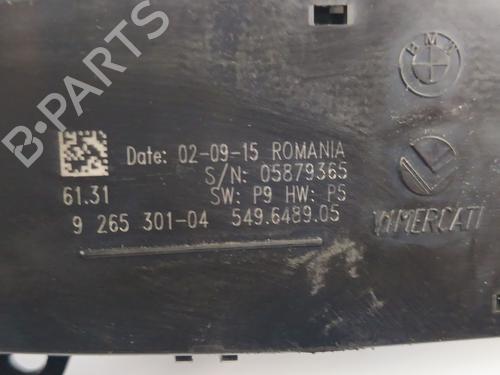 B-PARTS
BMW
Date: 02-09-15 ROMANIA
S/N: 05879365
61.31 SW: P9 HW: P5
9 265 301-04 549.6489.05
VIMERCATI